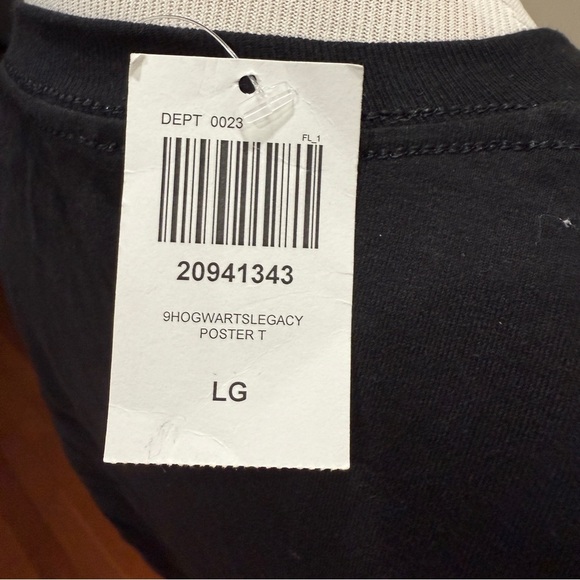 DEPT 0023
FL_1
20941343
9HOGWARTSLEGACY
POSTER T
LG